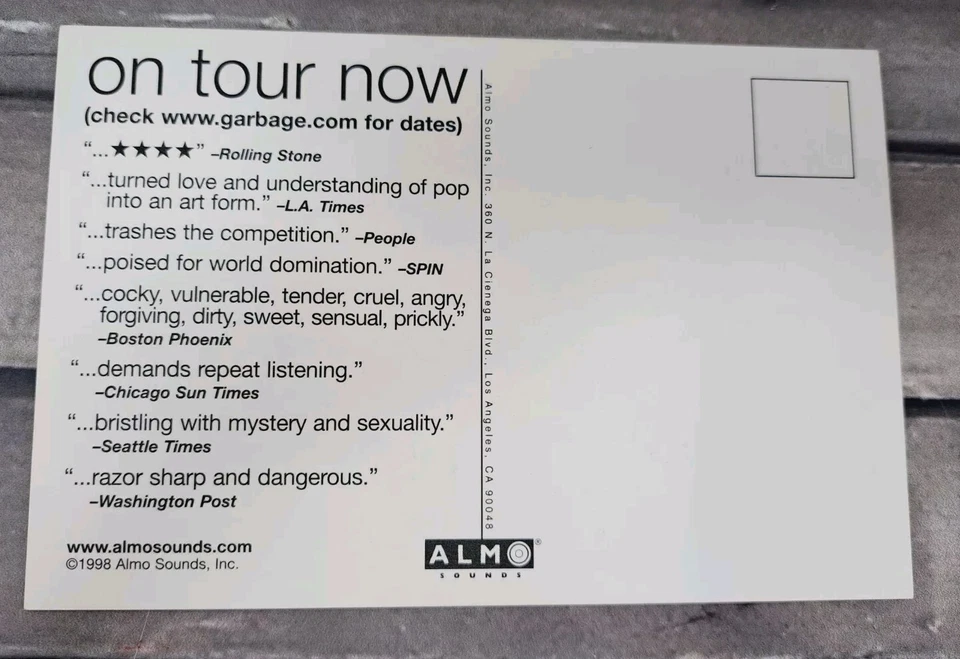 on tour now
(check www.garbage.com for dates)
“...★★★★” –Rolling Stone
“...turned love and understanding of pop
into an art form.” –L.A. Times
“...trashes the competition.” –People
“...poised for world domination.” –SPIN
“...cocky, vulnerable, tender, cruel, angry,
forgiving, dirty, sweet, sensual, prickly.”
–Boston Phoenix
“...demands repeat listening.”
–Chicago Sun Times
“...bristling with mystery and sexuality.”
–Seattle Times
“...razor sharp and dangerous.”
–Washington Post
www.almosounds.com
©1998 Almo Sounds, Inc.
Almo Sounds, Inc. 360 N. La Cienega Blvd., Los Angeles, CA 90048
ALMO®
SOUNDS